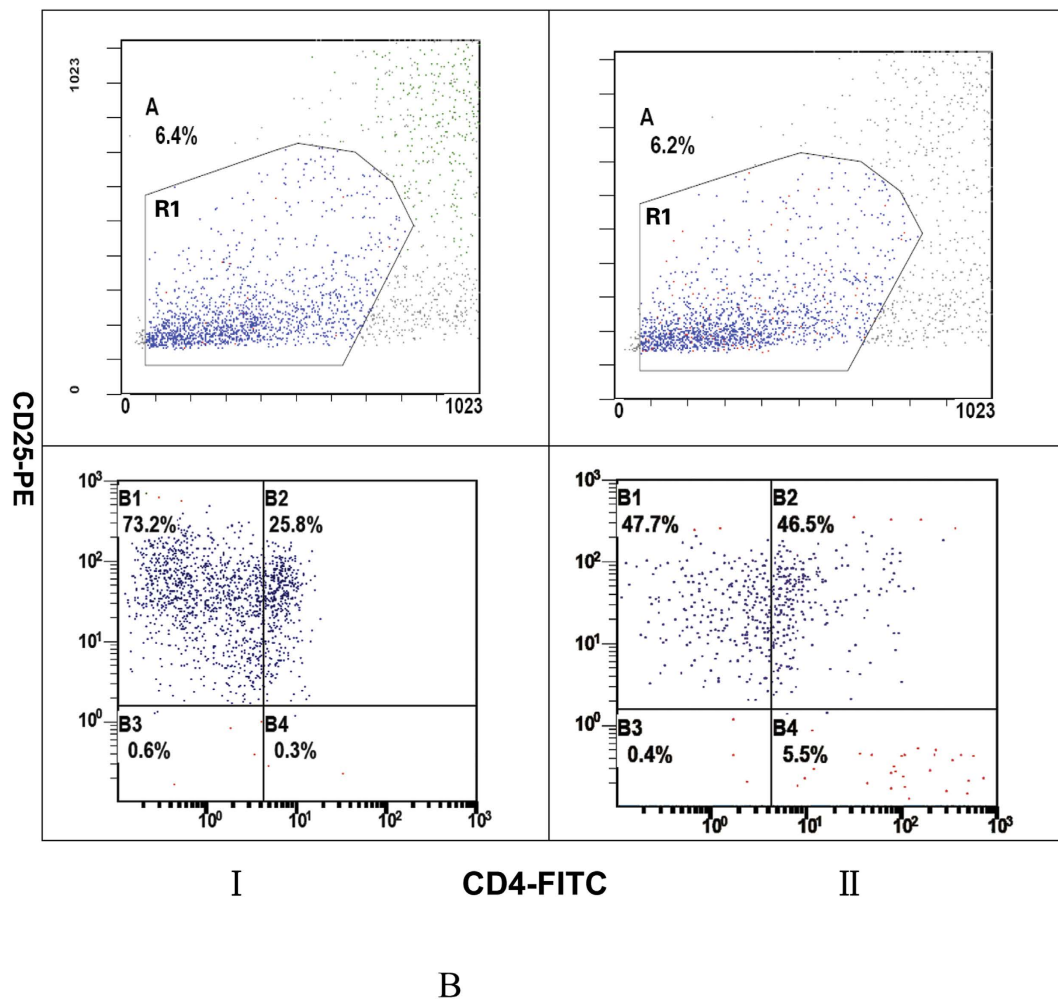 1023
A
6.4%
R1
0
0
1023
A
6.2%
R1
0
1023
CD25-PE
10³
B1
B2
73.2%
25.8%
10²
10¹
10⁰
B3
B4
0.6%
0.3%
10⁰
10¹
10²
10³
10³
B1
B2
47.7%
46.5%
10²
10¹
10⁰
B3
B4
0.4%
5.5%
10⁰
10¹
10²
10³
I
CD4-FITC
II
B